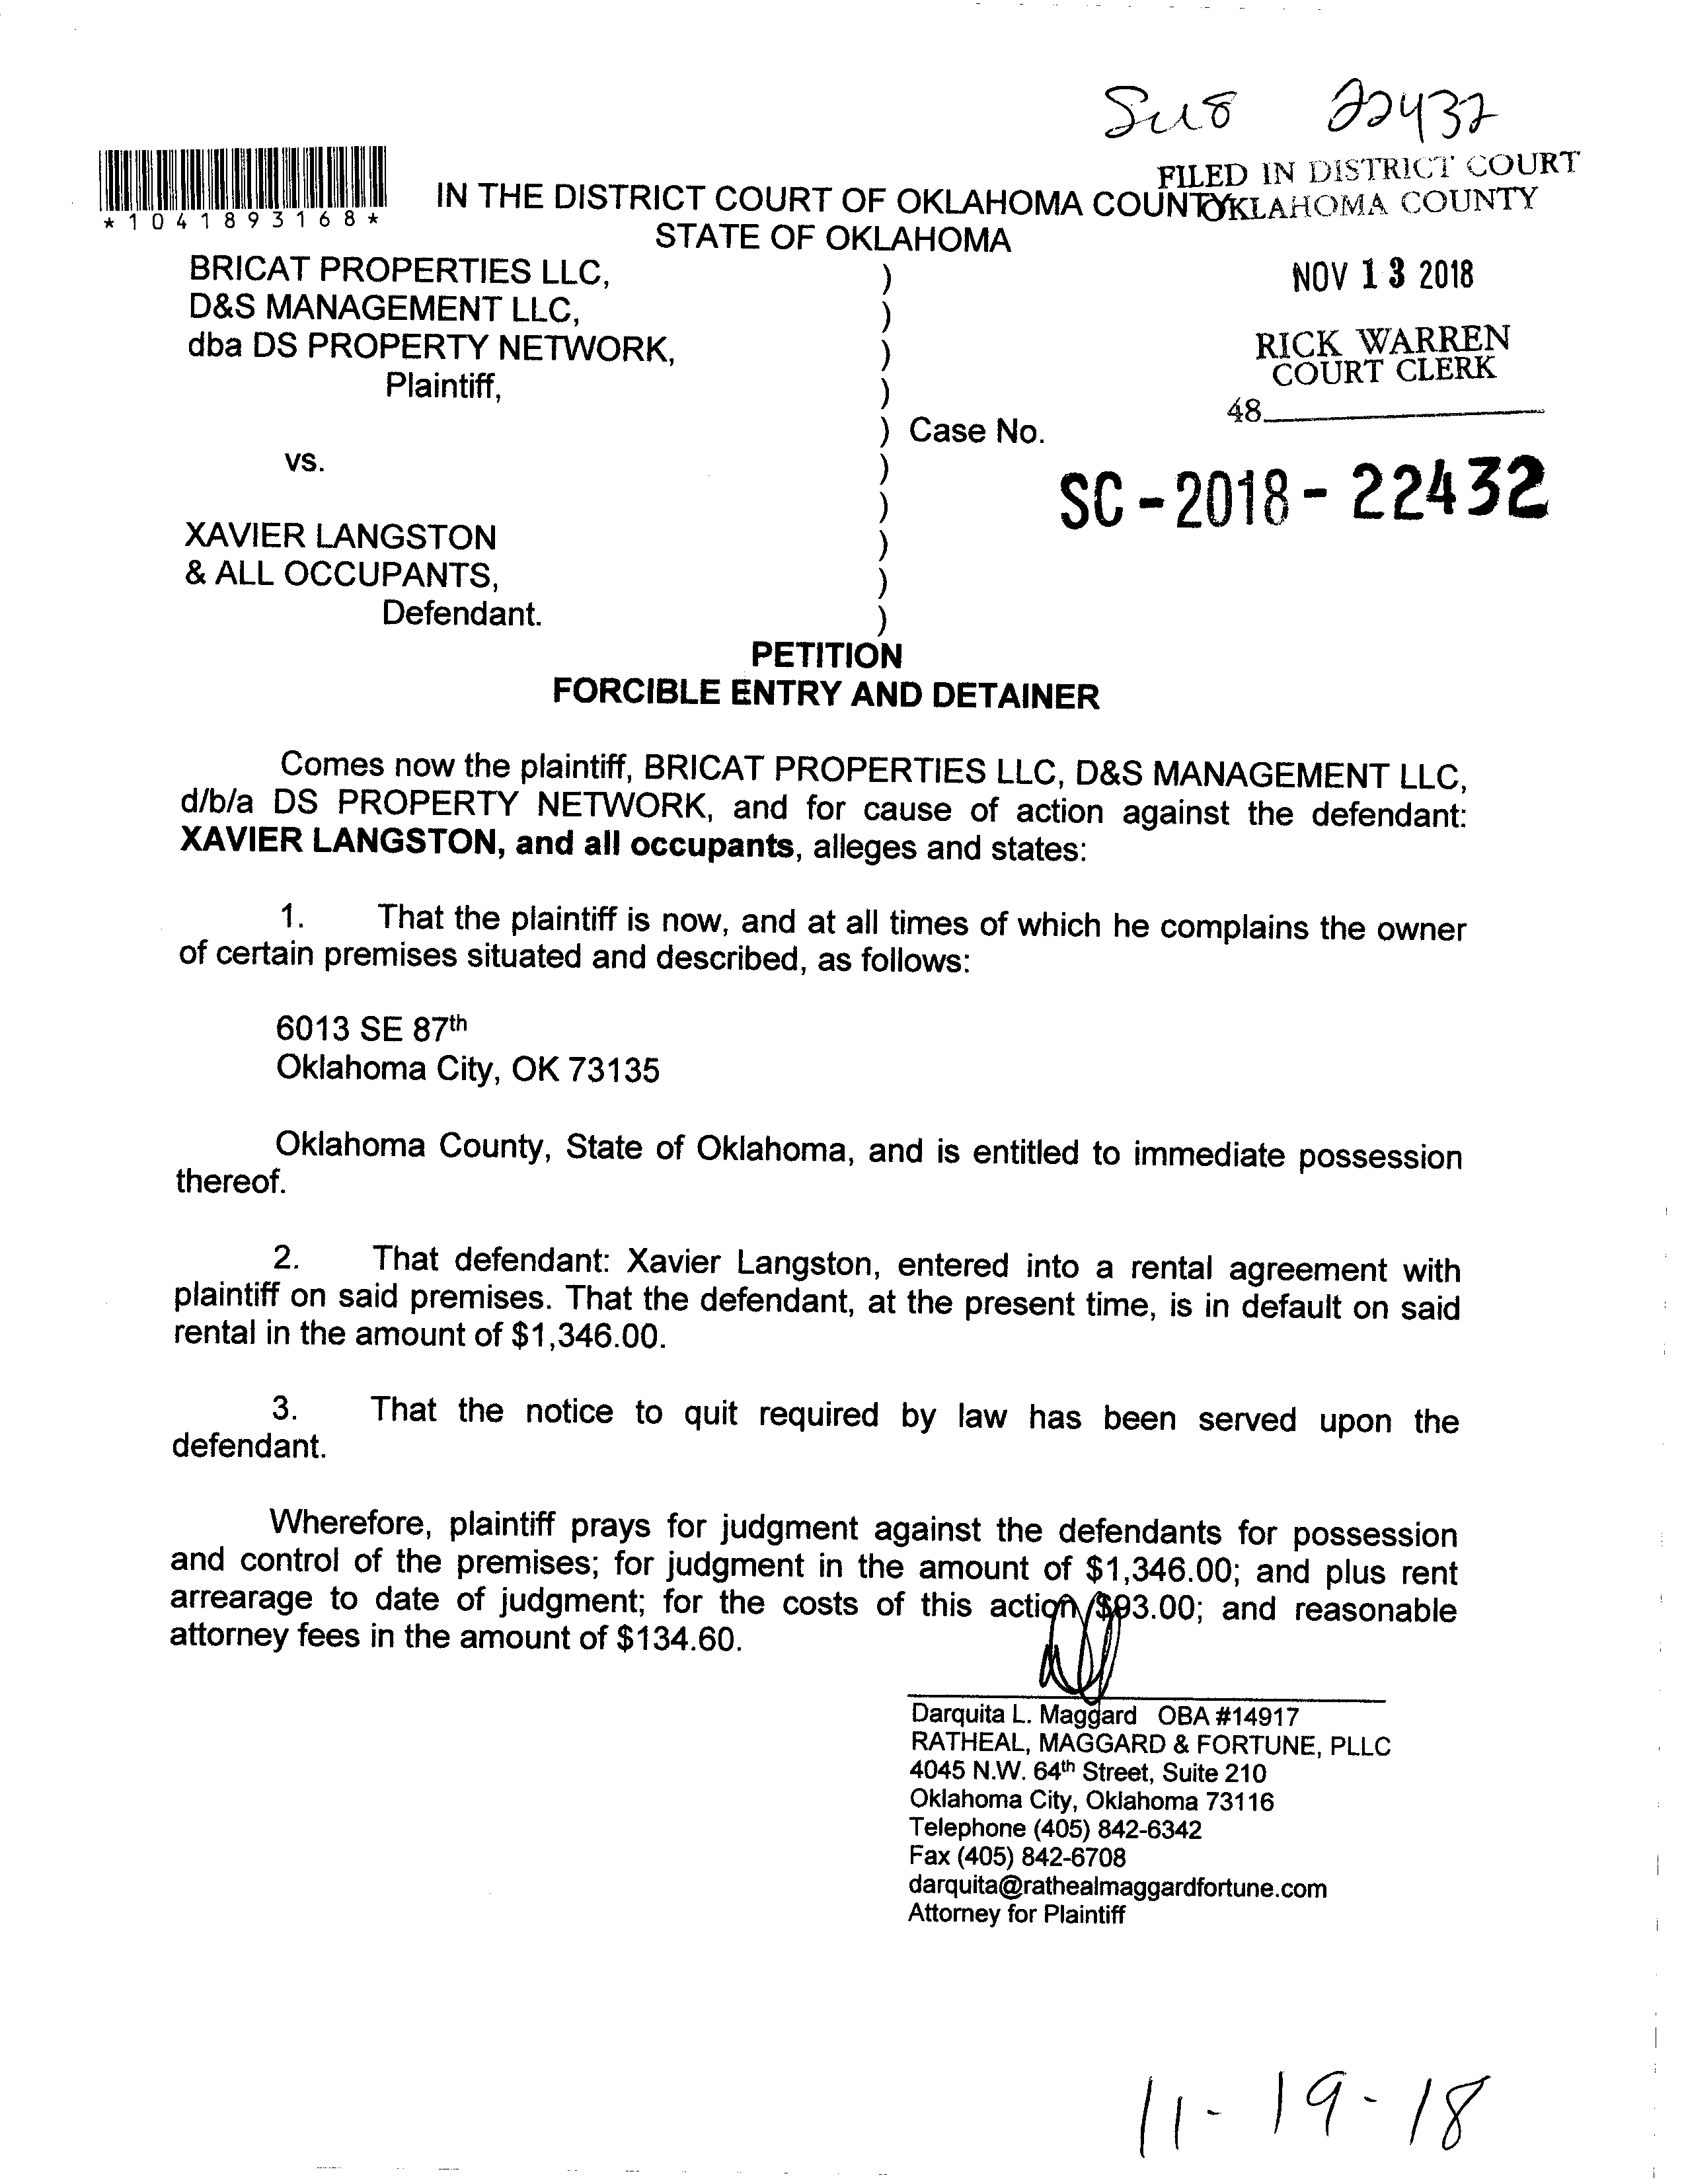 22432
FILED IN DISTRICT COURT
OKLAHOMA COUNTY
*1041893168*
IN THE DISTRICT COURT OF OKLAHOMA COUNTY
STATE OF OKLAHOMA
NOV 13 2018
RICK WARREN
COURT CLERK
48
BRICAT PROPERTIES LLC, )
D&S MANAGEMENT LLC, )
dba DS PROPERTY NETWORK, )
Plaintiff, )
) Case No.
vs. )
SC-2018-22432
)
XAVIER LANGSTON )
& ALL OCCUPANTS, )
Defendant. )
PETITION
FORCIBLE ENTRY AND DETAINER
Comes now the plaintiff, BRICAT PROPERTIES LLC, D&S MANAGEMENT LLC,
d/b/a DS PROPERTY NETWORK, and for cause of action against the defendant:
XAVIER LANGSTON, and all occupants, alleges and states:
1. That the plaintiff is now, and at all times of which he complains the owner
of certain premises situated and described, as follows:
6013 SE 87th
Oklahoma City, OK 73135
Oklahoma County, State of Oklahoma, and is entitled to immediate possession
thereof.
2. That defendant: Xavier Langston, entered into a rental agreement with
plaintiff on said premises. That the defendant, at the present time, is in default on said
rental in the amount of $1,346.00.
3. That the notice to quit required by law has been served upon the
defendant.
Wherefore, plaintiff prays for judgment against the defendants for possession
and control of the premises; for judgment in the amount of $1,346.00; and plus rent
arrearage to date of judgment; for the costs of this action $93.00; and reasonable
attorney fees in the amount of $134.60.
Darquita L. Maggard OBA #14917
RATHEAL, MAGGARD & FORTUNE, PLLC
4045 N.W. 64th Street, Suite 210
Oklahoma City, Oklahoma 73116
Telephone (405) 842-6342
Fax (405) 842-6708
darquita@rathealmaggardfortune.com
Attorney for Plaintiff
11-19-18